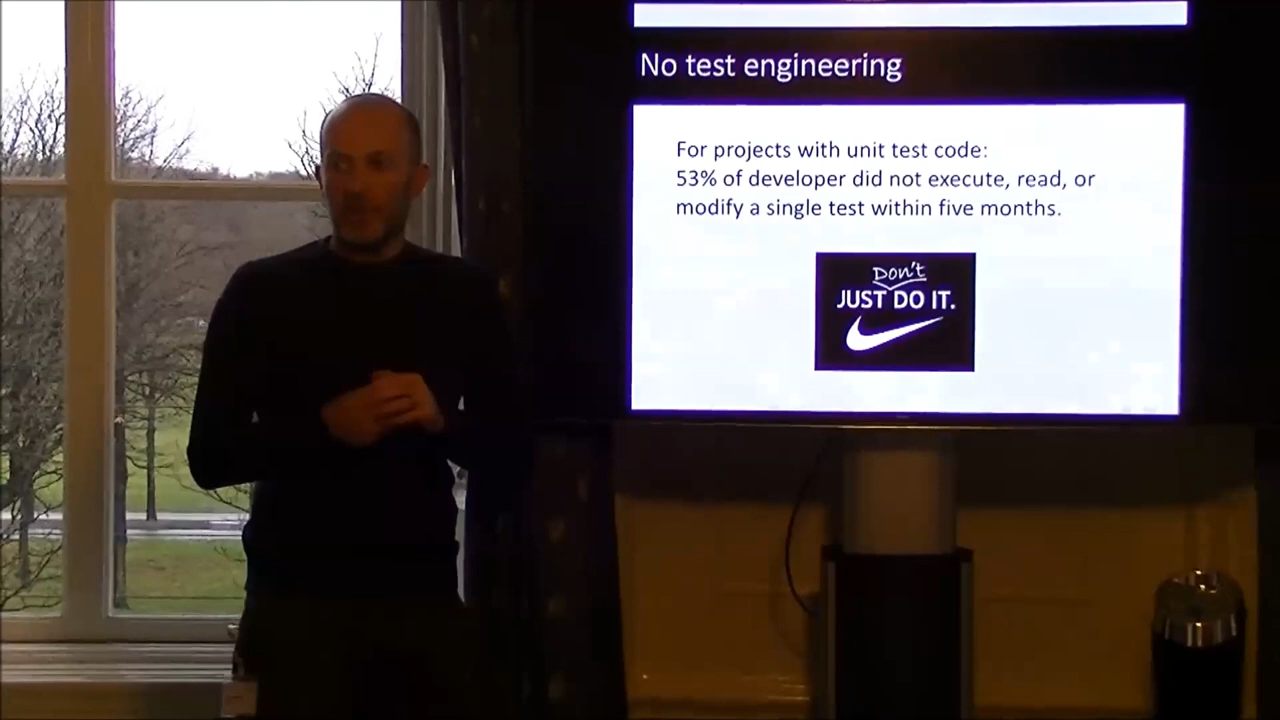 No test engineering
For projects with unit test code:
53% of developer did not execute, read, or
modify a single test within five months.
Don't
JUST DO IT.